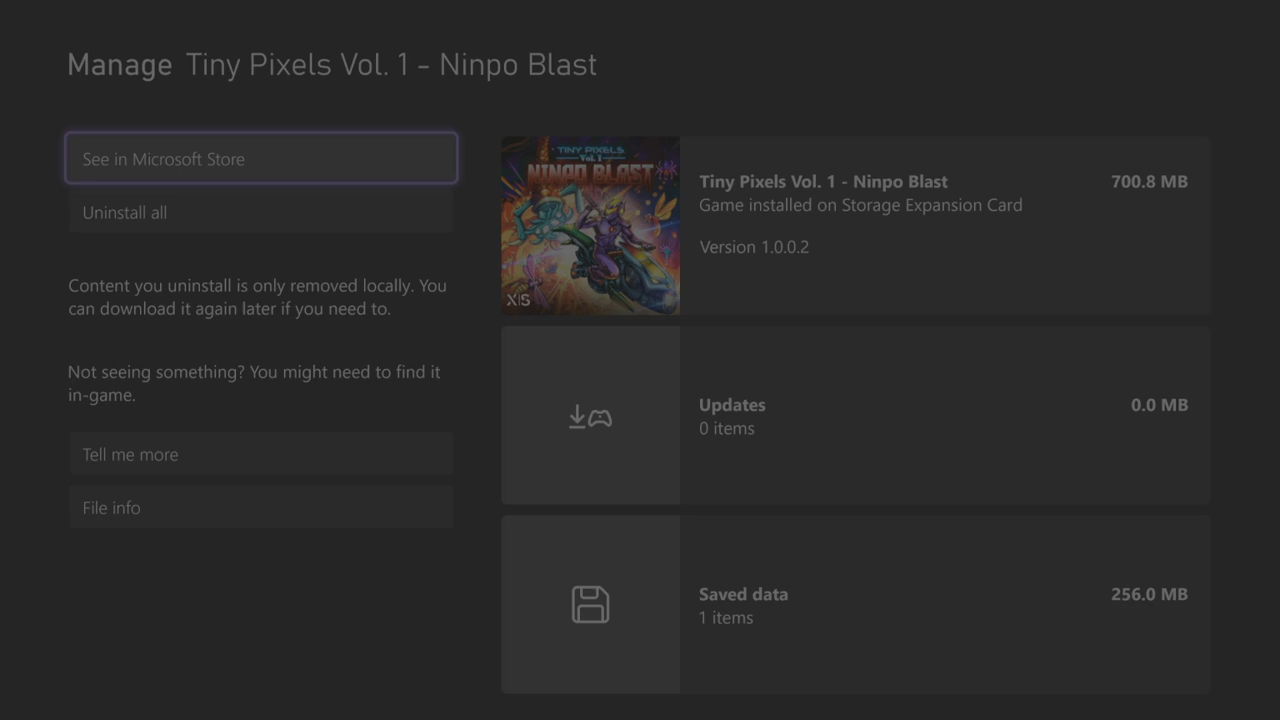 Manage Tiny Pixels Vol. 1 - Ninpo Blast
See in Microsoft Store
Uninstall all
Content you uninstall is only removed locally. You
can download it again later if you need to.
Not seeing something? You might need to find it
in-game.
Tell me more
File info
TINY PIXELS
Vol. 1
NINPO BLAST
X|S
Tiny Pixels Vol. 1 - Ninpo Blast
700.8 MB
Game installed on Storage Expansion Card
Version 1.0.0.2
Updates
0.0 MB
0 items
Saved data
256.0 MB
1 items